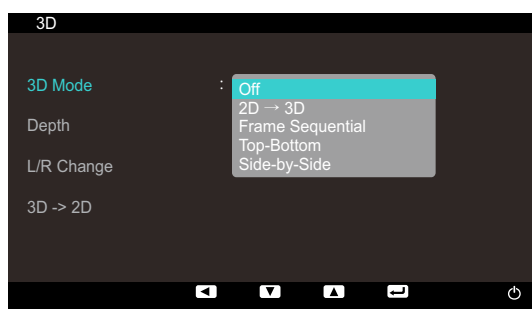 3D
3D Mode : Off
2D → 3D
Depth Frame Sequential
Top-Bottom
L/R Change Side-by-Side
3D -> 2D